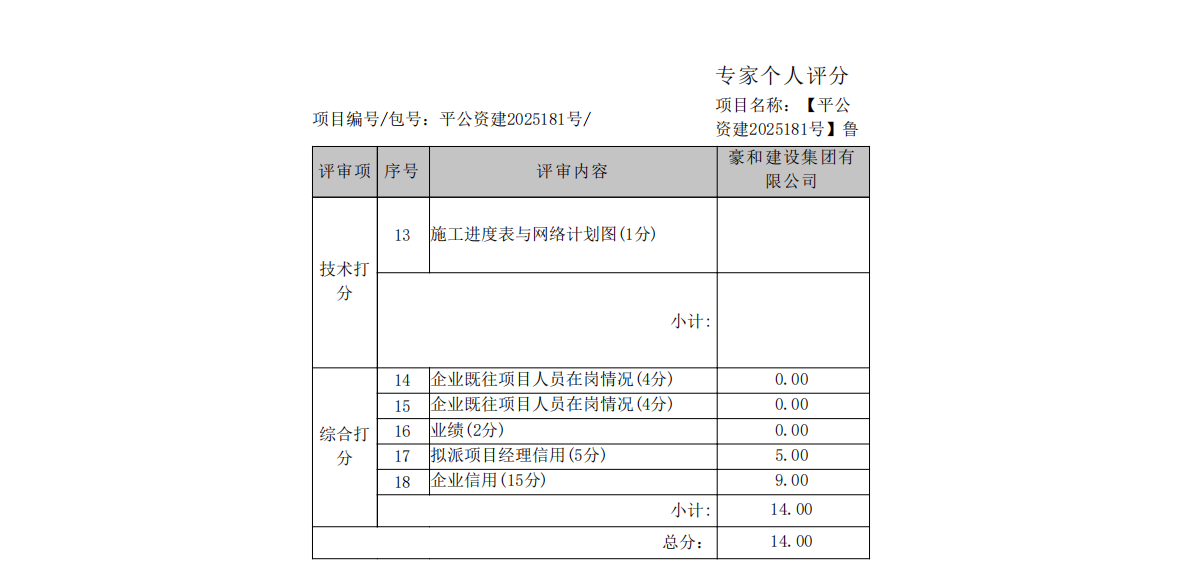 专家个人评分
项目编号/包号：平公资建2025181号/
项目名称：【平公
资建2025181号】鲁
评审项 序号 评审内容 豪和建设集团有
限公司
技术打
分
13 施工进度表与网络计划图(1分)
小计:
综合打
分
14 企业既往项目人员在岗情况(4分) 0.00
15 企业既往项目人员在岗情况(4分) 0.00
16 业绩(2分) 0.00
17 拟派项目经理信用(5分) 5.00
18 企业信用(15分) 9.00
小计: 14.00
总分： 14.00